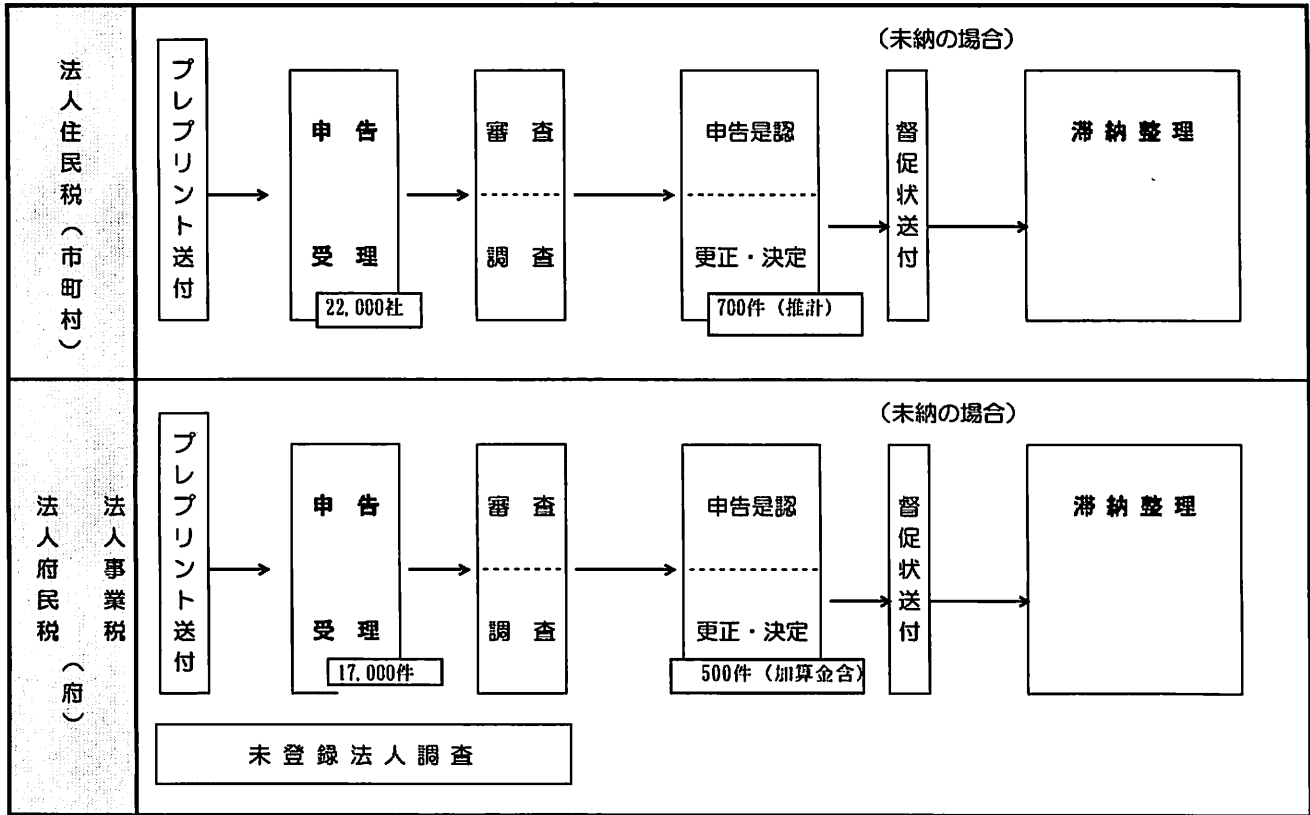 法人住民税（市町村）
プレプリント送付
申告
受理
22,000社
審査
調査
申告是認
更正・決定
700件（推計）
（未納の場合）
督促状送付
滞納整理
法人事業税
法人府民税
（府）
プレプリント送付
申告
受理
17,000件
審査
調査
申告是認
更正・決定
500件（加算金含）
（未納の場合）
督促状送付
滞納整理
未登録法人調査